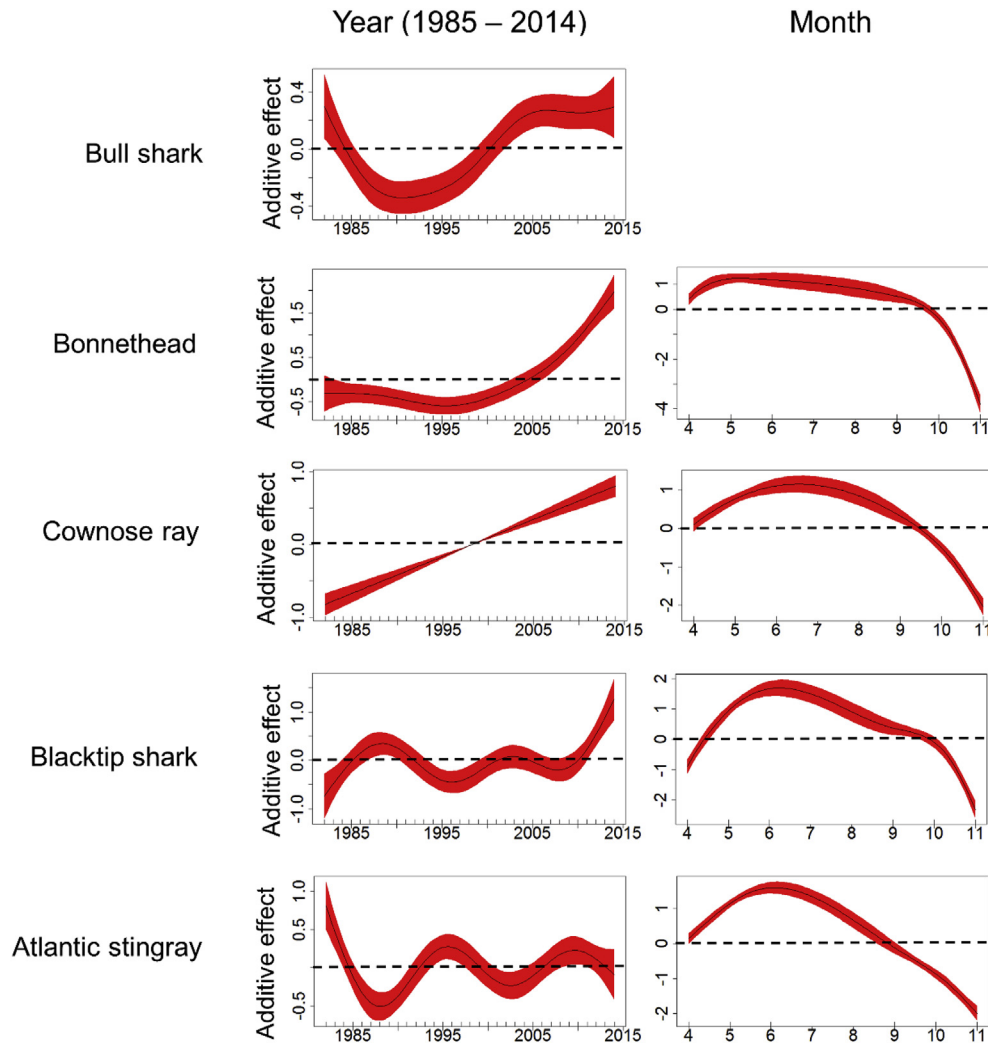 Year (1985 – 2014) Month
Bull shark
Additive effect
0.4
0.0
-0.4
1985 1995 2005 2015
Bonnethead
Additive effect
1.5
0.5
-0.5
1985 1995 2005 2015
1
0
-2
-4
4 5 6 7 8 9 10 11
Cownose ray
Additive effect
1.0
0.0
-1.0
1985 1995 2005 2015
1
0
-1
-2
4 5 6 7 8 9 10 11
Blacktip shark
Additive effect
1.0
0.0
-1.0
1985 1995 2005 2015
2
1
0
-1
-2
4 5 6 7 8 9 10 11
Atlantic stingray
Additive effect
1.0
0.5
-0.5
1985 1995 2005 2015
1
0
-1
-2
4 5 6 7 8 9 10 11